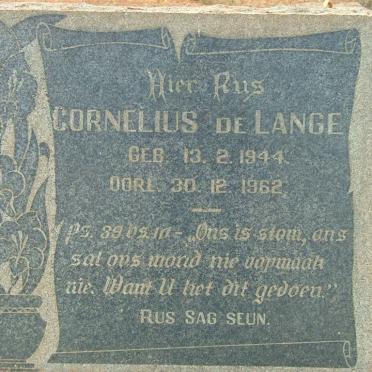 Hier Rus
CORNELIUS DE LANGE
GEB. 13. 2. 1944.
OORL. 30. 12. 1962.
Ps. 39 vs. 10 - „Ons is stom, ons
sal ons mond nie oopmaak
nie. Want U het dit gedoen."
RUS SAG SEUN.